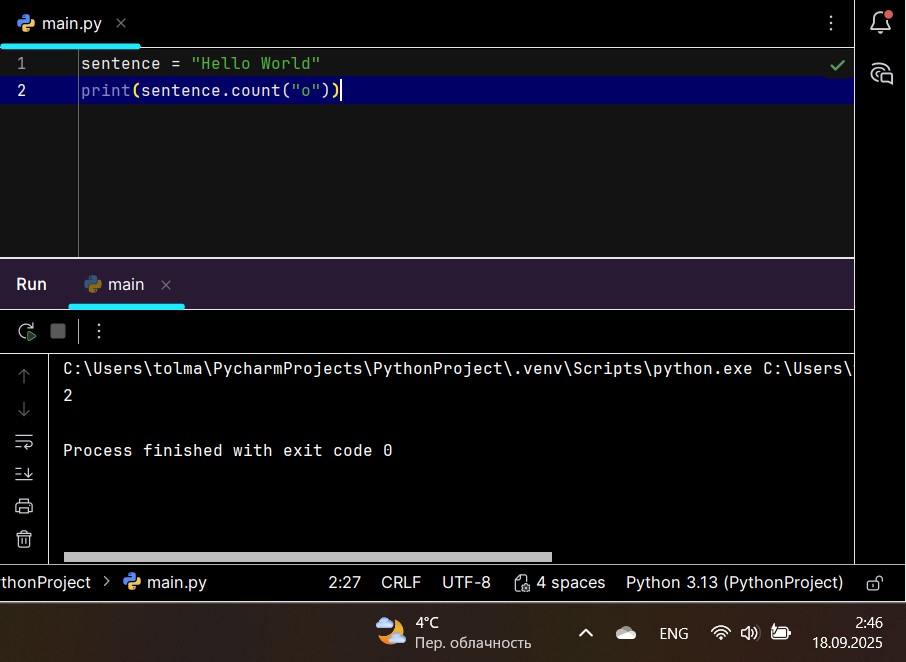 main.py
1 sentence = "Hello World"
2 print(sentence.count("o"))
Run main
C:\Users\tolma\PycharmProjects\PythonProject\.venv\Scripts\python.exe C:\Users\
2
Process finished with exit code 0
thonProject > main.py 2:27 CRLF UTF-8 4 spaces Python 3.13 (PythonProject)
4°C
Пер. облачность
ENG
2:46
18.09.2025